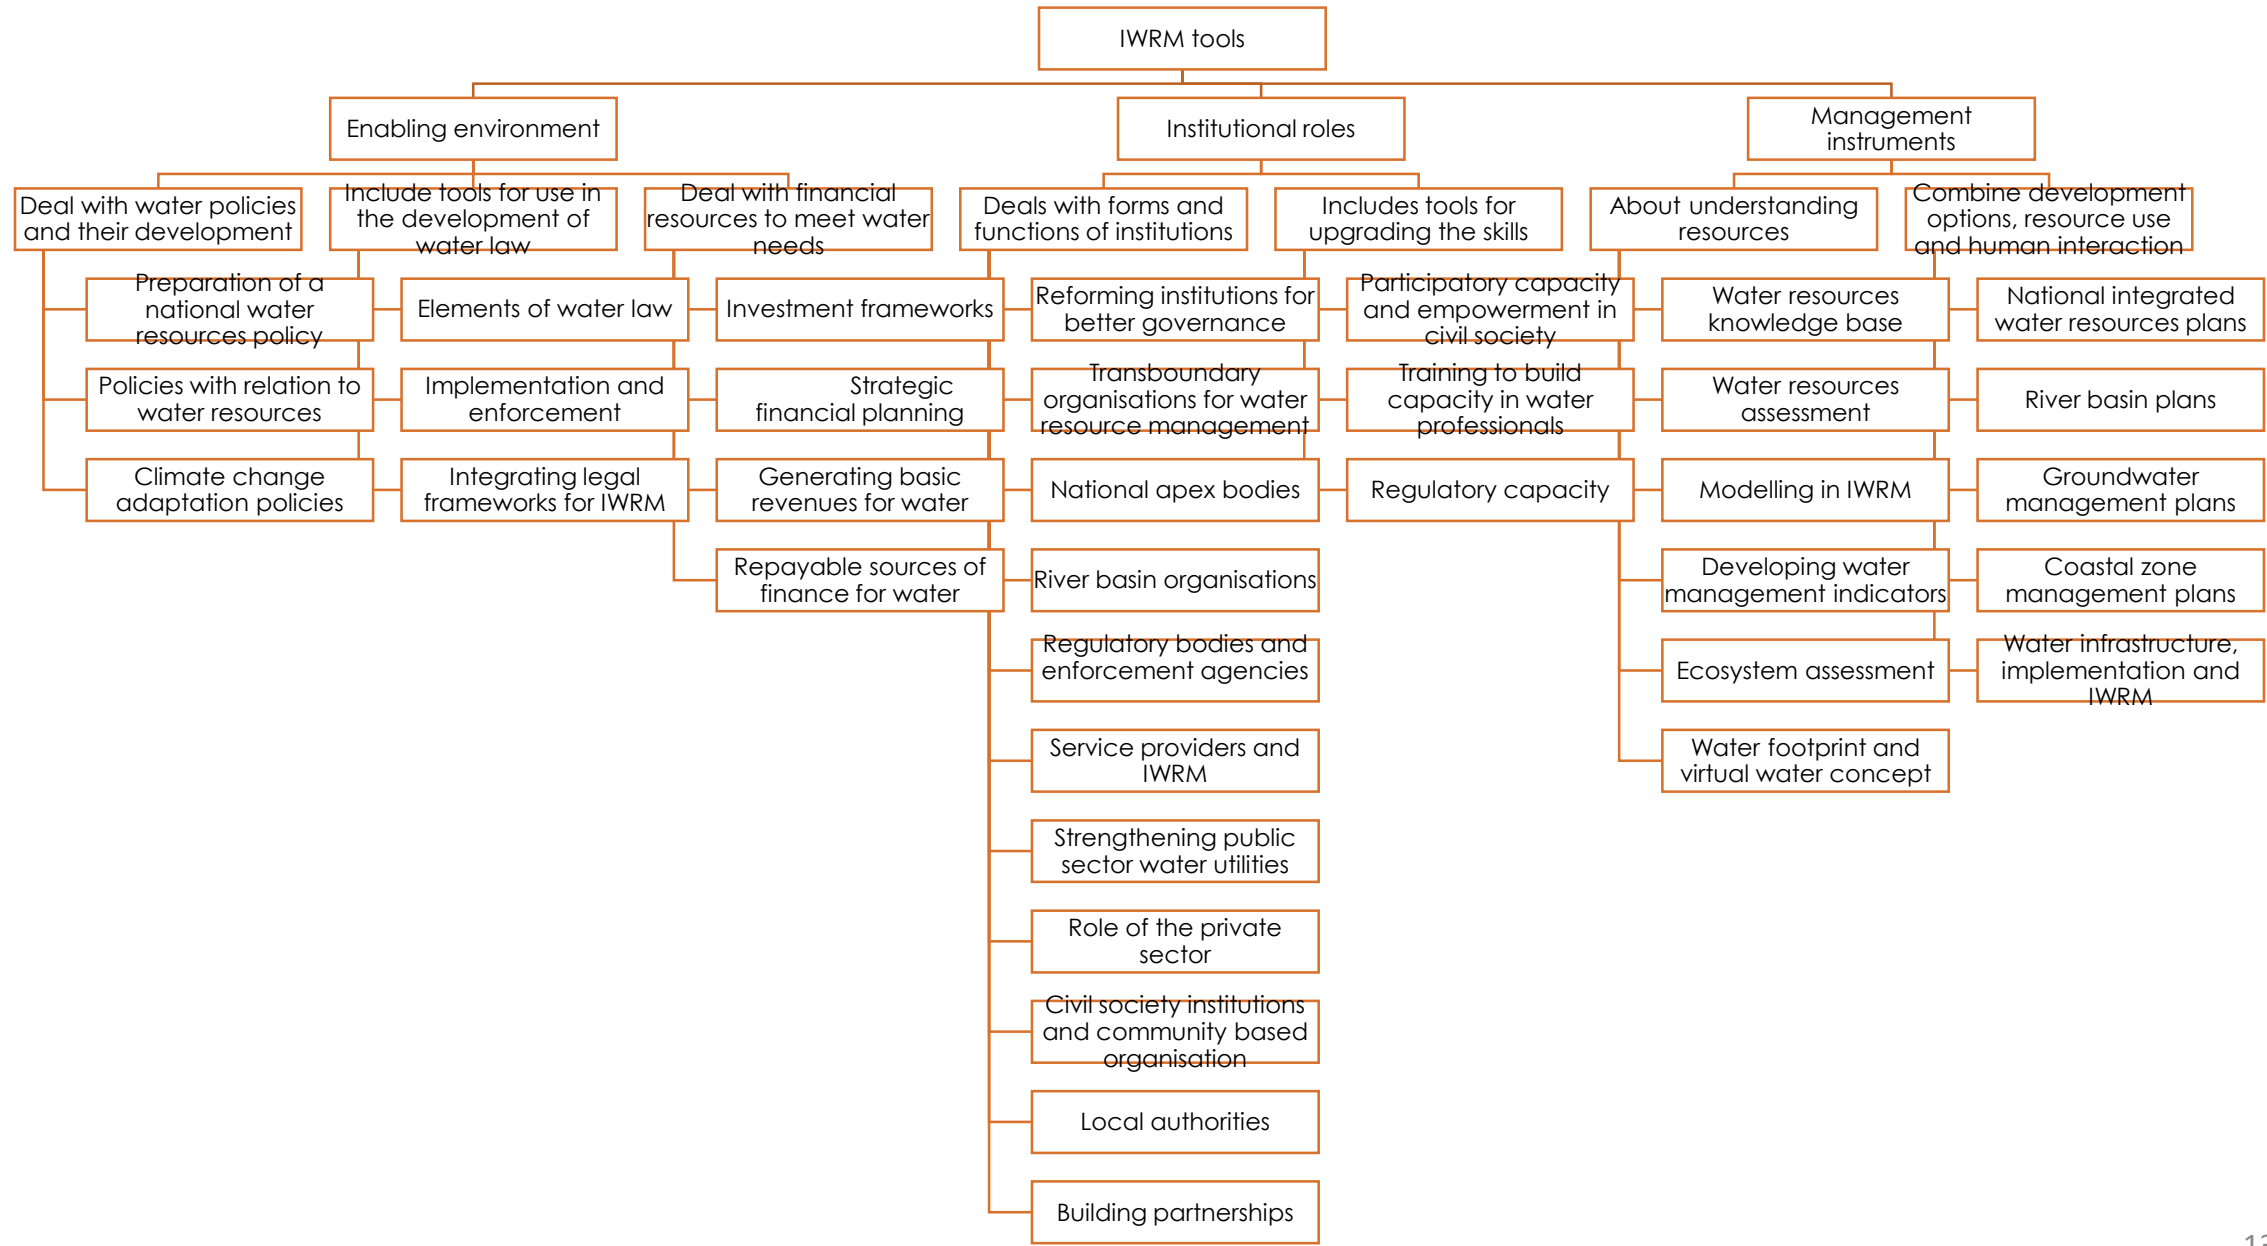 IWRM tools
Enabling environment
Institutional roles
Management
instruments
Deal with water policies
and their development
Include tools for use in
the development of
water law
Deal with financial
resources to meet water
needs
Deals with forms and
functions of institutions
Includes tools for
upgrading the skills
About understanding
resources
Combine development
options, resource use
and human interaction
Preparation of a
national water
resources policy
Policies with relation to
water resources
Climate change
adaptation policies
Elements of water law
Implementation and
enforcement
Integrating legal
frameworks for IWRM
Investment frameworks
Strategic
financial planning
Generating basic
revenues for water
Repayable sources of
finance for water
Reforming institutions for
better governance
Transboundary
organisations for water
resource management
National apex bodies
River basin organisations
Regulatory bodies and
enforcement agencies
Service providers and
IWRM
Strengthening public
sector water utilities
Role of the private
sector
Civil society institutions
and community based
organisation
Local authorities
Building partnerships
Participatory capacity
and empowerment in
civil society
Training to build
capacity in water
professionals
Regulatory capacity
Water resources
knowledge base
Water resources
assessment
Modelling in IWRM
Developing water
management indicators
Ecosystem assessment
Water footprint and
virtual water concept
National integrated
water resources plans
River basin plans
Groundwater
management plans
Coastal zone
management plans
Water infrastructure,
implementation and
IWRM